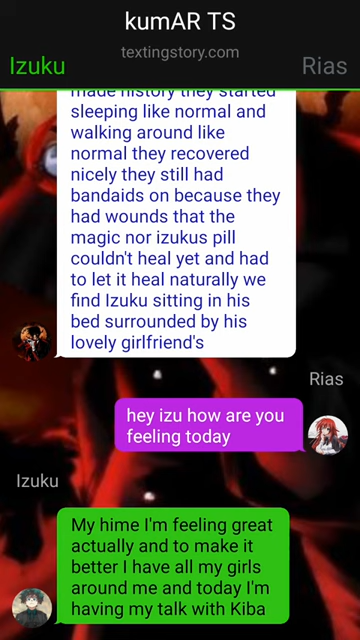 kumAR TS
textingstory.com
Izuku Rias
made history they started
sleeping like normal and
walking around like
normal they recovered
nicely they still had
bandaids on because they
had wounds that the
magic nor izukus pill
couldn't heal yet and had
to let it heal naturally we
find Izuku sitting in his
bed surrounded by his
lovely girlfriend's
Rias
hey izu how are you
feeling today
Izuku
My hime I'm feeling great
actually and to make it
better I have all my girls
around me and today I'm
having my talk with Kiba